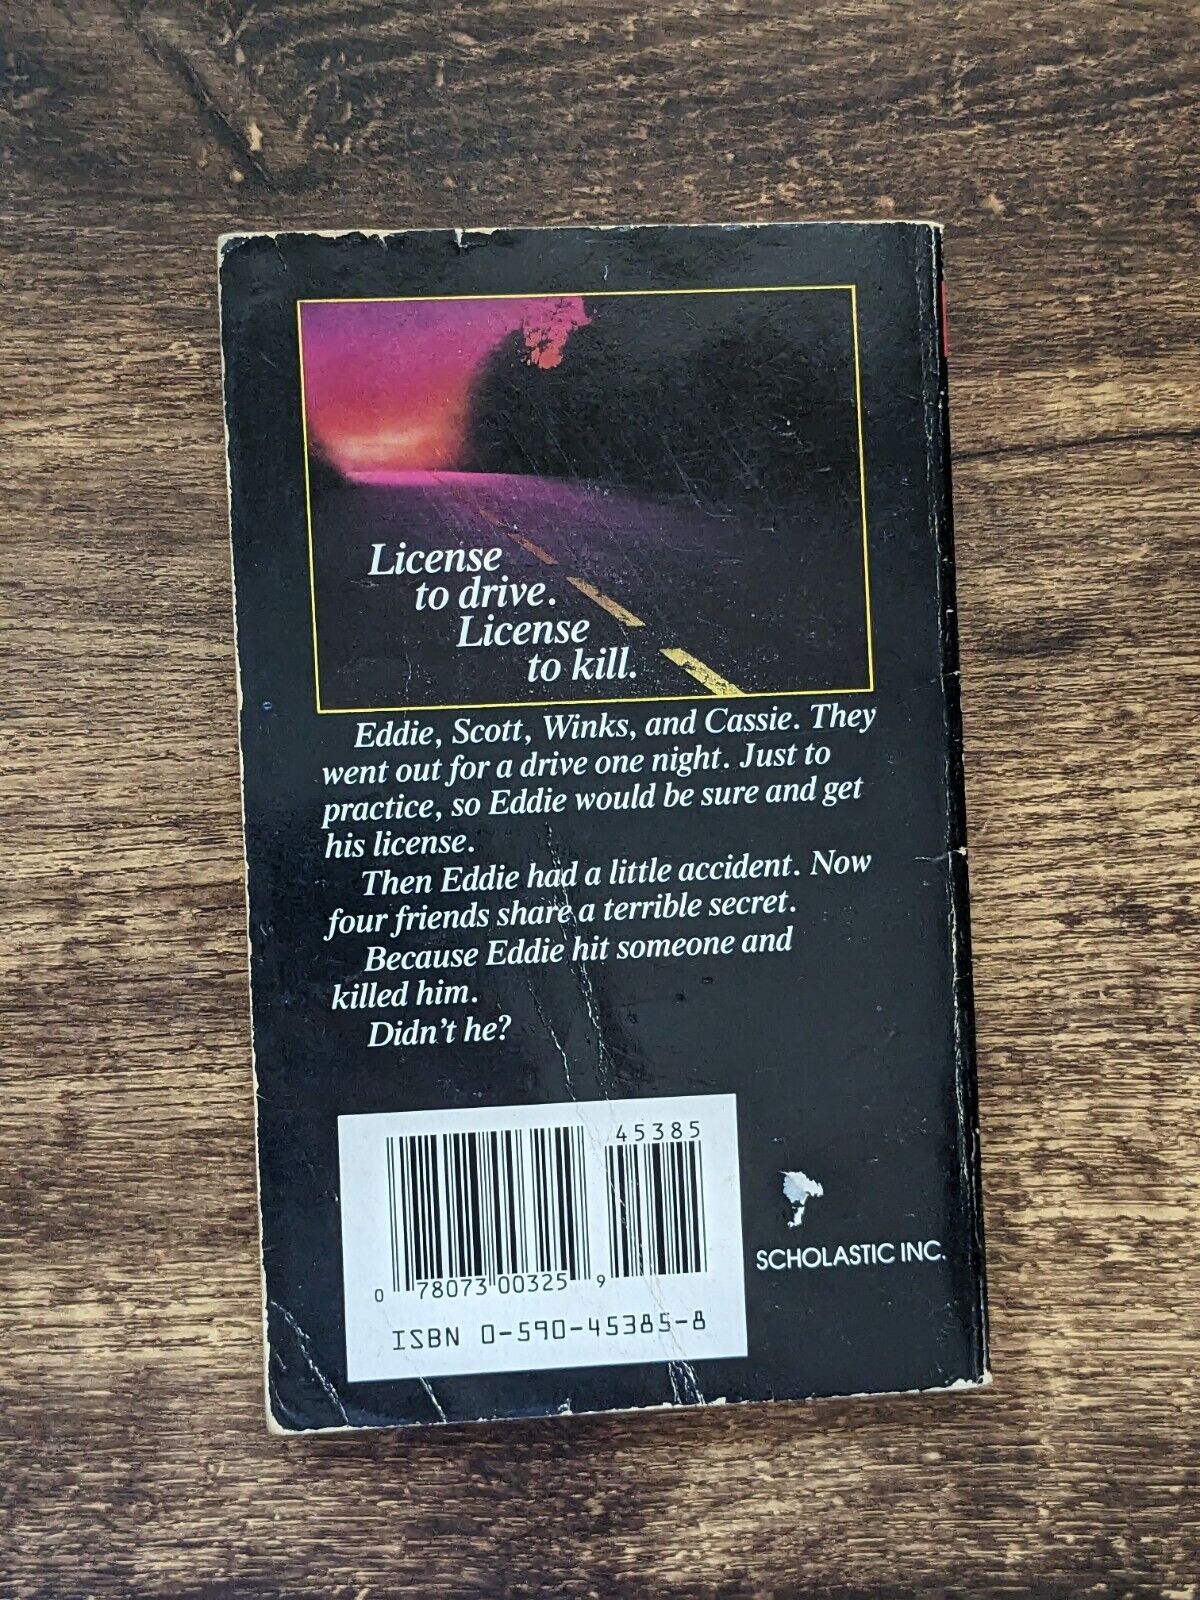 License
to drive.
License
to kill.
Eddie, Scott, Winks, and Cassie. They
went out for a drive one night. Just to
practice, so Eddie would be sure and get
his license.
Then Eddie had a little accident. Now
four friends share a terrible secret.
Because Eddie hit someone and
killed him.
Didn't he?
45385
0 78073 00325 9
ISBN 0-590-45385-8
SCHOLASTIC INC.